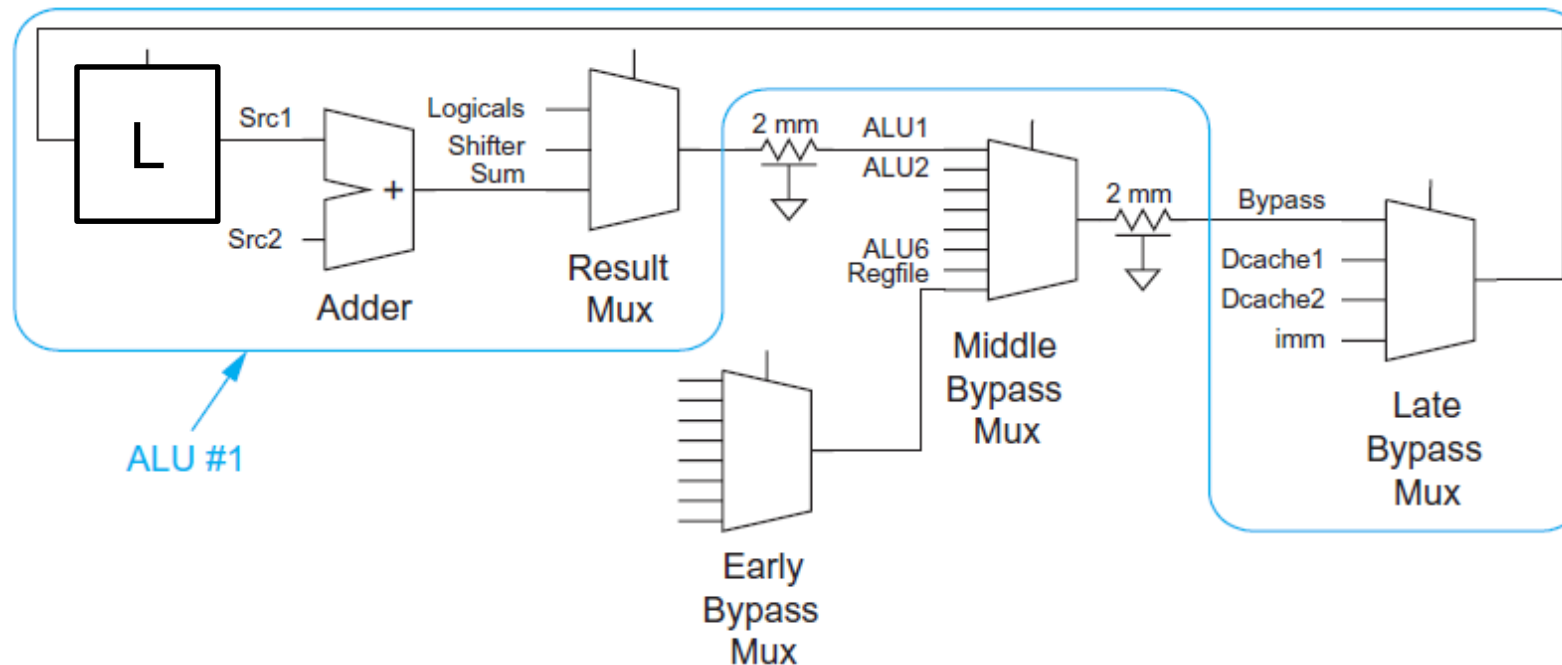 L
Src1
Src2
+
Adder
Logicals
Shifter
Sum
Result
Mux
2 mm
ALU1
ALU2
ALU6
Regfile
Middle
Bypass
Mux
2 mm
Bypass
Dcache1
Dcache2
imm
Late
Bypass
Mux
ALU #1
Early
Bypass
Mux